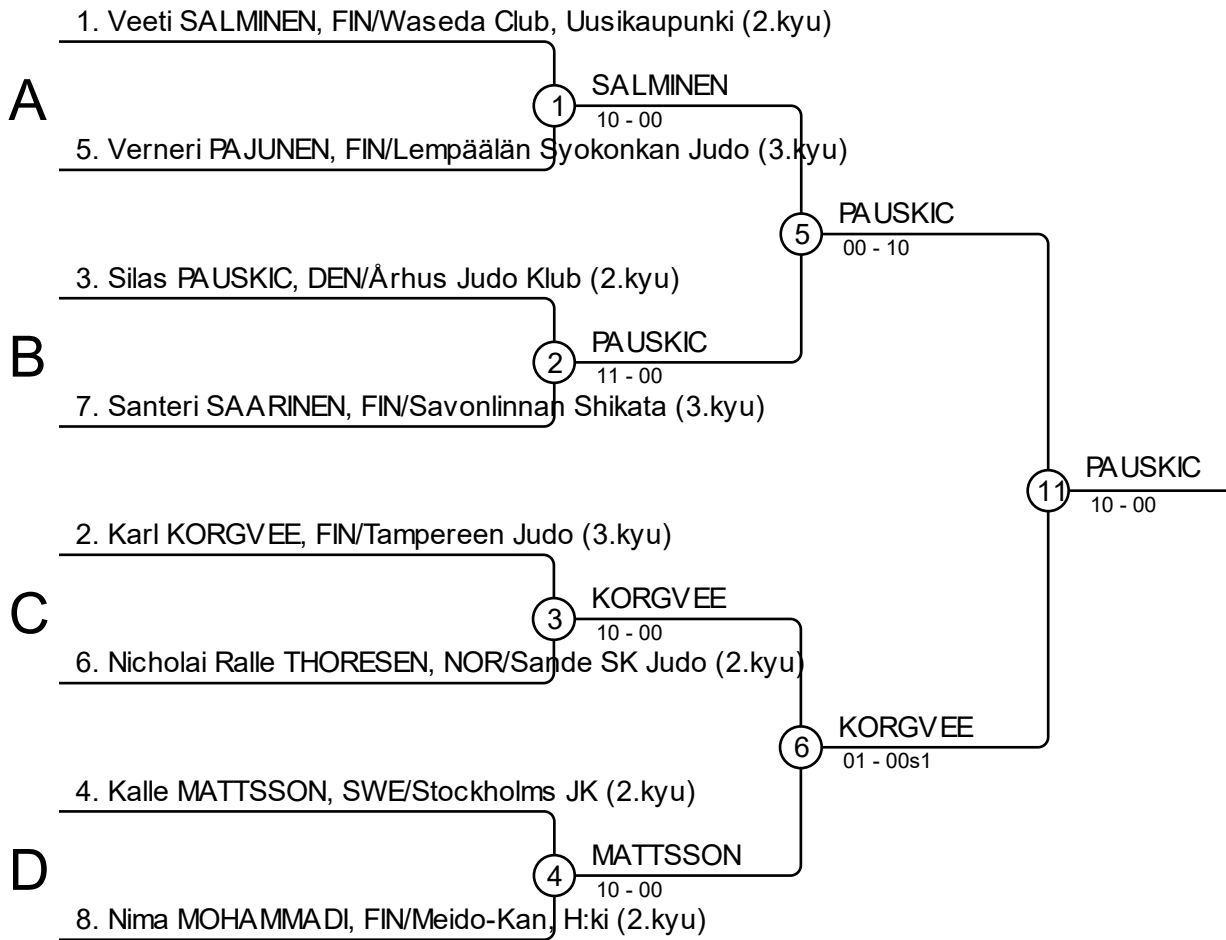 1. Veeti SALMINEN, FIN/Waseda Club, Uusikaupunki (2.kyu)
A
1
SALMINEN
10 - 00
5. Verneri PAJUNEN, FIN/Lempäälän Syokonkan Judo (3.kyu)
5
PAUSKIC
00 - 10
3. Silas PAUSKIC, DEN/Århus Judo Klub (2.kyu)
B
2
PAUSKIC
11 - 00
7. Santeri SAARINEN, FIN/Savonlinnan Shikata (3.kyu)
11
PAUSKIC
10 - 00
2. Karl KORGVEE, FIN/Tampereen Judo (3.kyu)
C
3
KORGVEE
10 - 00
6. Nicholai Ralle THORESEN, NOR/Sande SK Judo (2.kyu)
6
KORGVEE
01 - 00s1
4. Kalle MATTSSON, SWE/Stockholms JK (2.kyu)
D
4
MATTSSON
10 - 00
8. Nima MOHAMMADI, FIN/Meido-Kan, H:ki (2.kyu)